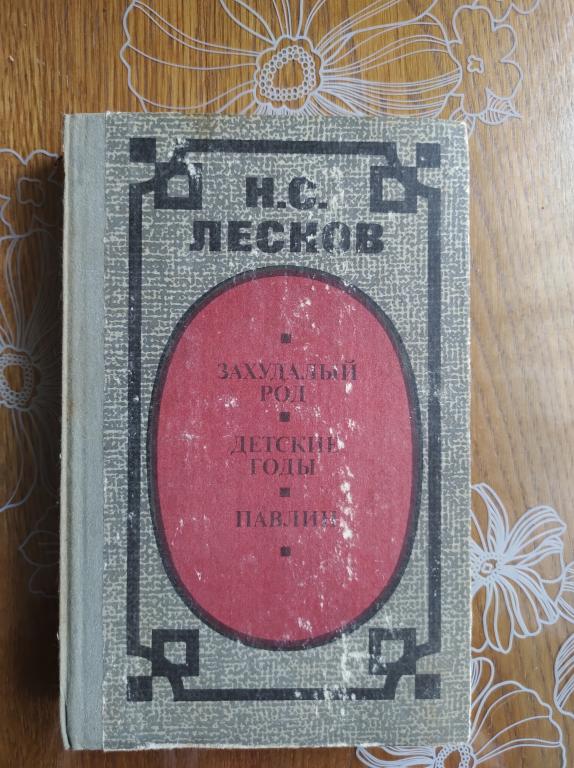 Н.С.
ЛЕСКОВ
ЗАХУДАЛЫЙ
РОД
ДЕТСКИЕ
ГОДЫ
ПАВЛИН